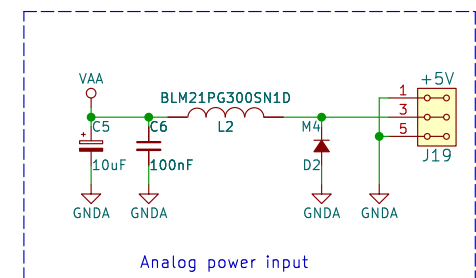 VAA
BLM21PG300SN1D
+5V
C5
C6
L2
M4
1
3
5
10uF
100nF
D2
J19
GNDA
GNDA
GNDA
GNDA
Analog power input